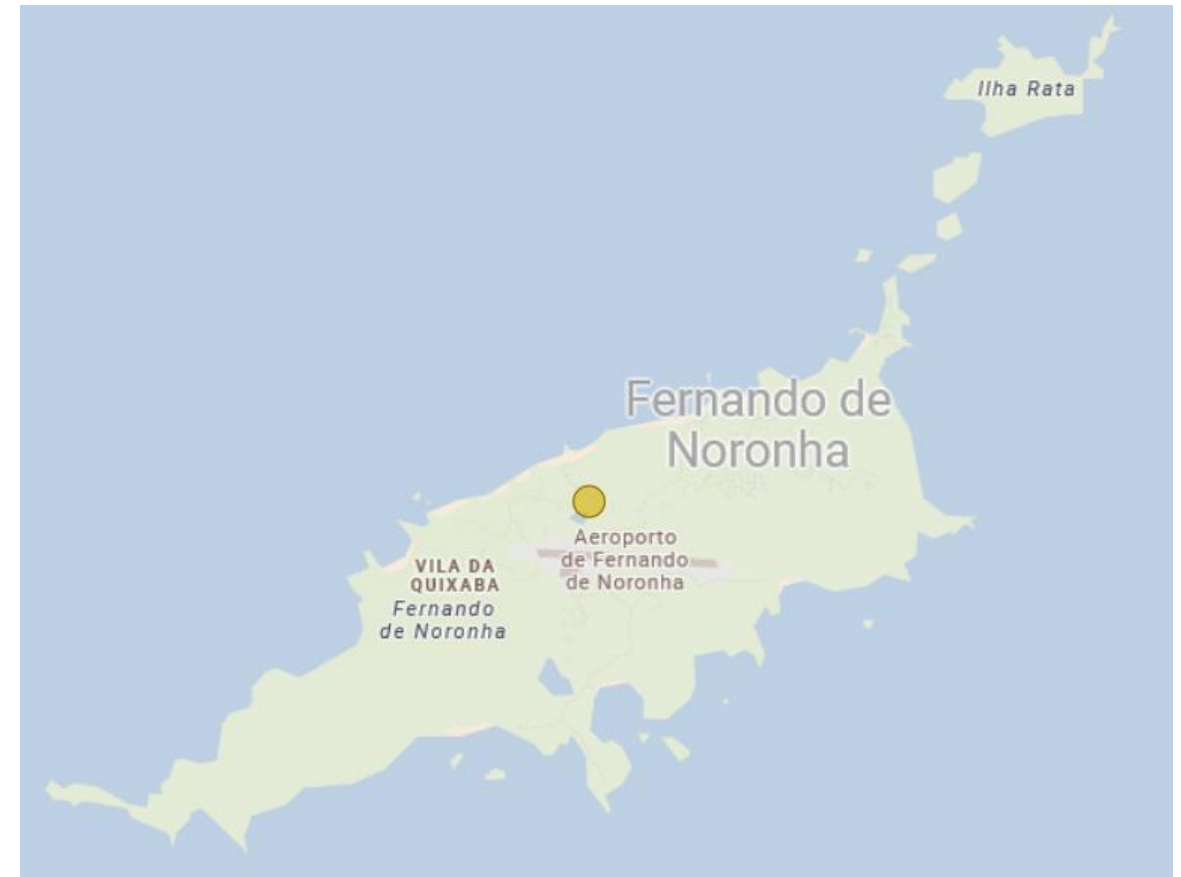 Ilha Rata
Fernando de
Noronha
Aeroporto
de Fernando
de Noronha
VILA DA
QUIXABA
Fernando
de Noronha